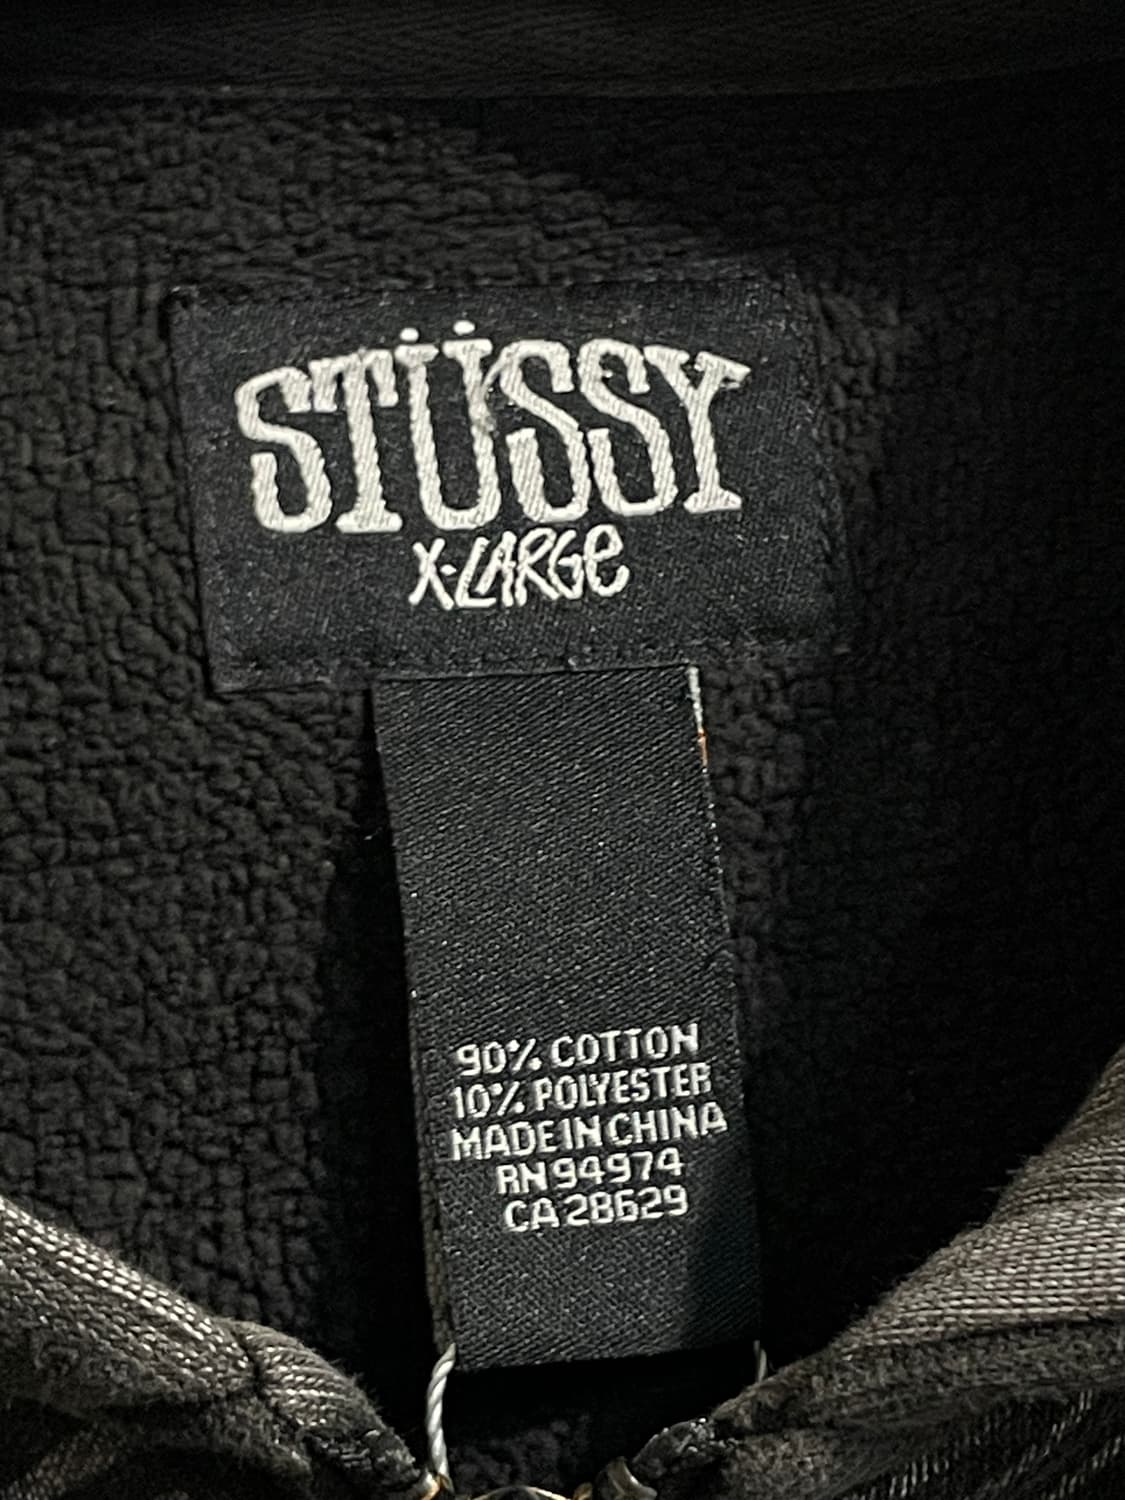 STÜSSY
X-LARGe
90% COTTON
10% POLYESTER
MADE IN CHINA
RN 94974
CA 28629